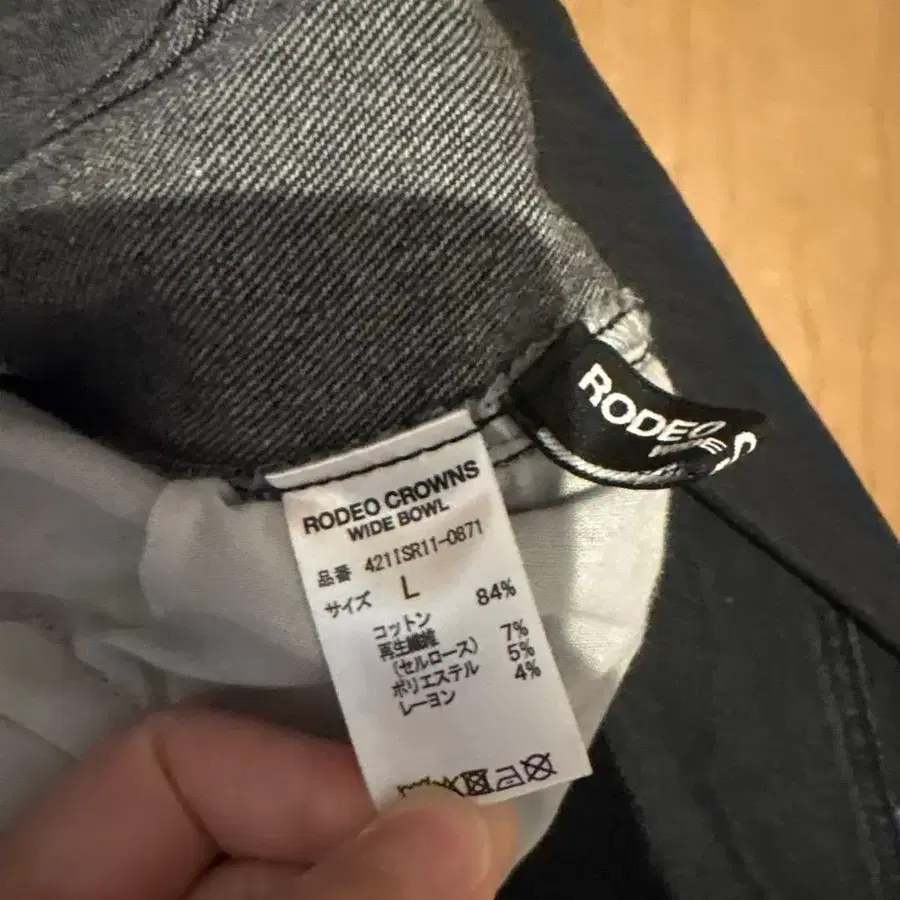 RODEO CROWNS
WIDE BOWL
品番 421ISR11-0871
サイズ L
コットン 84%
再生繊維
(セルロース) 7%
ポリエステル 5%
レーヨン 4%
RODEO